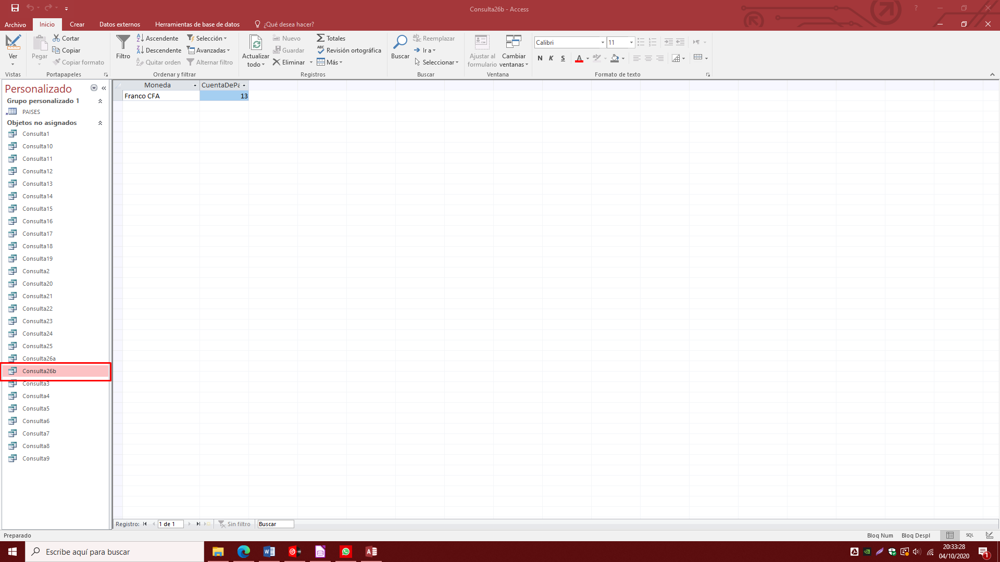 Consulta26b - Access
Archivo Inicio Crear Datos externos Herramientas de base de datos ¿Qué desea hacer?
Ver
Vistas
Pegar
Cortar
Copiar
Copiar formato
Portapapeles
Filtro
Ascendente
Descendente
Quitar orden
Selección
Avanzadas
Alternar filtro
Ordenar y filtrar
Actualizar
todo
Nuevo
Guardar
Eliminar
Totales
Revisión ortográfica
Más
Registros
Buscar
Reemplazar
Ir a
Seleccionar
Buscar
Ajustar al
formulario
Cambiar
ventanas
Ventana
Calibri 11
N K S
Formato de texto
Personalizado
Grupo personalizado 1
PAISES
Objetos no asignados
Consulta1
Consulta10
Consulta11
Consulta12
Consulta13
Consulta14
Consulta15
Consulta16
Consulta17
Consulta18
Consulta19
Consulta2
Consulta20
Consulta21
Consulta22
Consulta23
Consulta24
Consulta25
Consulta26a
Consulta26b
Consulta3
Consulta4
Consulta5
Consulta6
Consulta7
Consulta8
Consulta9
Moneda CuentaDePa
Franco CFA 13
Registro: 1 de 1 Sin filtro Buscar
Preparado Bloq Num Bloq Despl SQL
Escribe aquí para buscar
20:33:28
04/10/2020
1